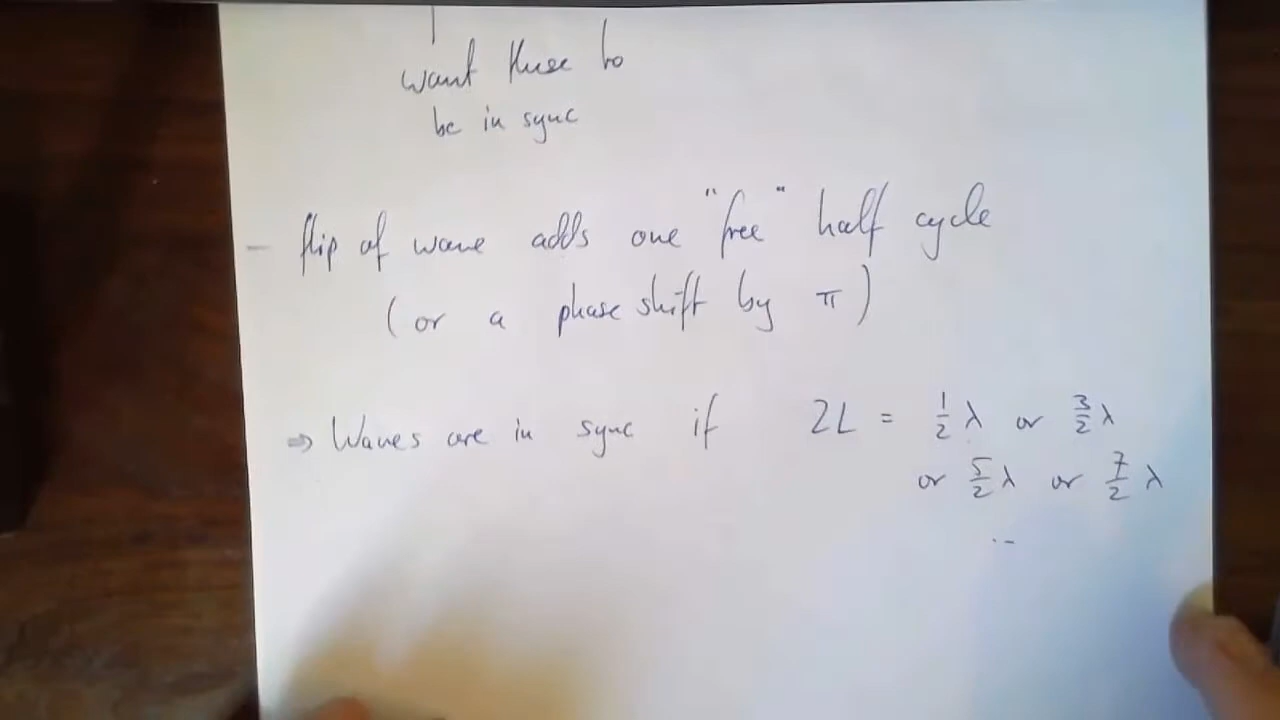 want these to
be in sync
- flip of wave adds one "free" half cycle
(or a phase shift by π)
⇒ Waves are in sync if 2L = 1/2 λ or 3/2 λ
or 5/2 λ or 7/2 λ
...